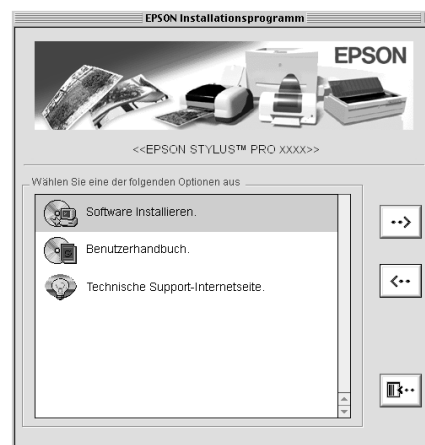 EPSON Installationsprogramm
EPSON
<<EPSON STYLUS™ PRO XXXX>>
Wählen Sie eine der folgenden Optionen aus
Software Installieren.
Benutzerhandbuch.
Technische Support-Internetseite.